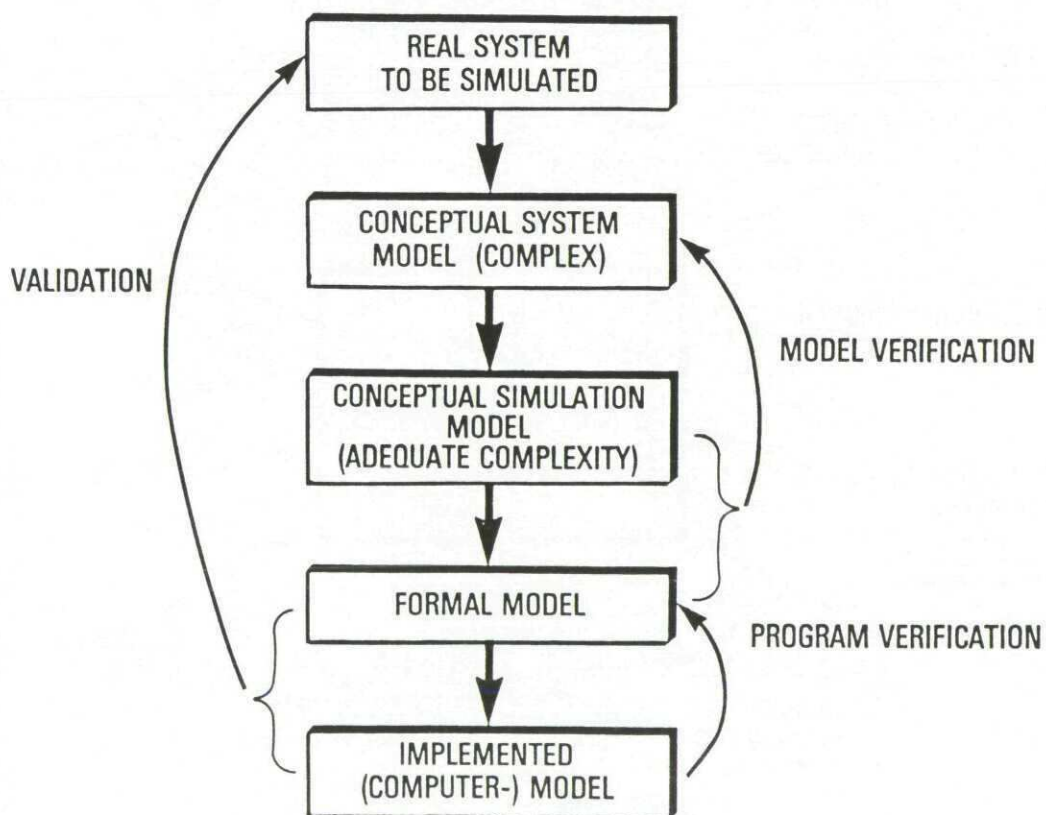 REAL SYSTEM
TO BE SIMULATED
CONCEPTUAL SYSTEM
MODEL (COMPLEX)
VALIDATION
MODEL VERIFICATION
CONCEPTUAL SIMULATION
MODEL
(ADEQUATE COMPLEXITY)
FORMAL MODEL
PROGRAM VERIFICATION
IMPLEMENTED
(COMPUTER-) MODEL